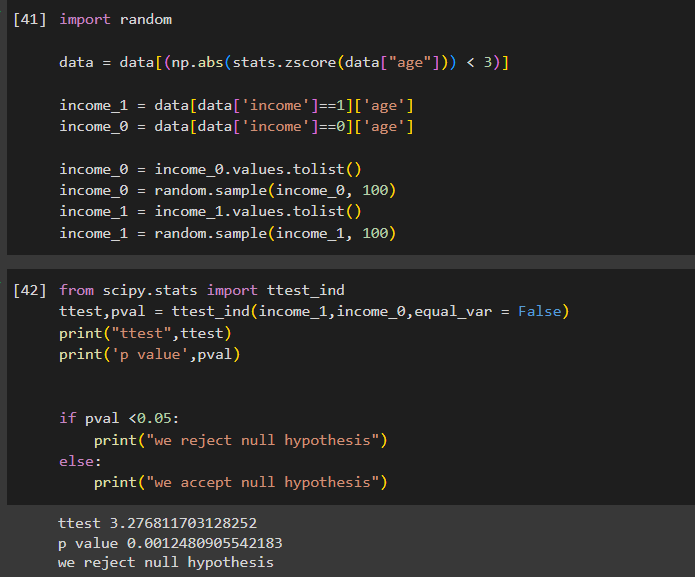 [41] import random
data = data[(np.abs(stats.zscore(data["age"])) < 3)]
income_1 = data[data['income']==1]['age']
income_0 = data[data['income']==0]['age']
income_0 = income_0.values.tolist()
income_0 = random.sample(income_0, 100)
income_1 = income_1.values.tolist()
income_1 = random.sample(income_1, 100)
[42] from scipy.stats import ttest_ind
ttest,pval = ttest_ind(income_1,income_0,equal_var = False)
print("ttest",ttest)
print('p value',pval)
if pval <0.05:
    print("we reject null hypothesis")
else:
    print("we accept null hypothesis")
ttest 3.276811703128252
p value 0.0012480905542183
we reject null hypothesis